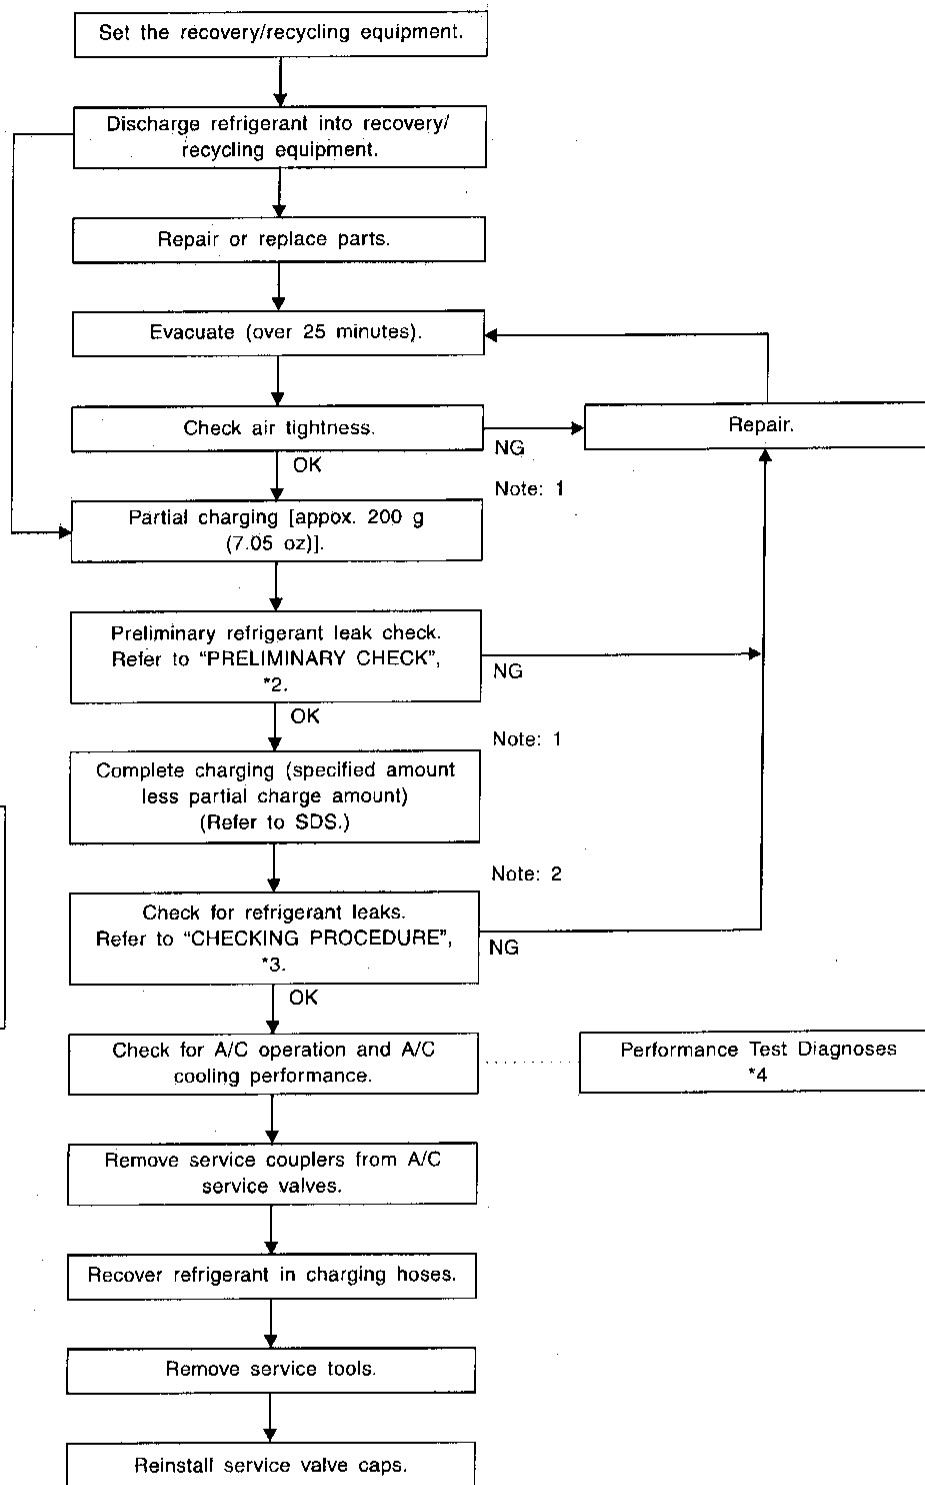 Set the recovery/recycling equipment.
Discharge refrigerant into recovery/
recycling equipment.
Repair or replace parts.
Evacuate (over 25 minutes).
Check air tightness.
NG
Repair.
OK
Note: 1
Partial charging [appox. 200 g
(7.05 oz)].
Preliminary refrigerant leak check.
Refer to “PRELIMINARY CHECK”,
*2.
NG
OK
Note: 1
Complete charging (specified amount
less partial charge amount)
(Refer to SDS.)
Note: 2
Check for refrigerant leaks.
Refer to “CHECKING PROCEDURE”,
*3.
NG
OK
Check for A/C operation and A/C
cooling performance.
Performance Test Diagnoses
*4
Remove service couplers from A/C
service valves.
Recover refrigerant in charging hoses.
Remove service tools.
Reinstall service valve caps.